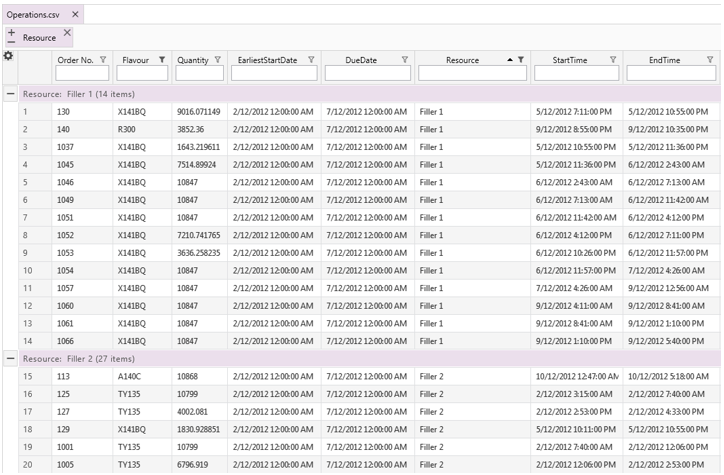 Operations.csv ×
+
− Resource ×
Order No. Flavour Quantity EarliestStartDate DueDate Resource StartTime EndTime
Resource: Filler 1 (14 items)
1 130 X141BQ 9016.071149 2/12/2012 12:00:00 AM 7/12/2012 12:00:00 AM Filler 1 5/12/2012 7:11:00 PM 5/12/2012 10:55:00 PM
2 140 R300 3852.36 2/12/2012 12:00:00 AM 7/12/2012 12:00:00 AM Filler 1 9/12/2012 8:55:00 PM 9/12/2012 10:35:00 PM
3 1037 X141BQ 1643.219611 2/12/2012 12:00:00 AM 7/12/2012 12:00:00 AM Filler 1 5/12/2012 10:55:00 PM 5/12/2012 11:36:00 PM
4 1045 X141BQ 7514.89924 2/12/2012 12:00:00 AM 7/12/2012 12:00:00 AM Filler 1 5/12/2012 11:36:00 PM 6/12/2012 2:43:00 AM
5 1046 X141BQ 10847 2/12/2012 12:00:00 AM 7/12/2012 12:00:00 AM Filler 1 6/12/2012 2:43:00 AM 6/12/2012 7:13:00 AM
6 1049 X141BQ 10847 2/12/2012 12:00:00 AM 7/12/2012 12:00:00 AM Filler 1 6/12/2012 7:13:00 AM 6/12/2012 11:42:00 AM
7 1051 X141BQ 10847 2/12/2012 12:00:00 AM 7/12/2012 12:00:00 AM Filler 1 6/12/2012 11:42:00 AM 6/12/2012 4:12:00 PM
8 1052 X141BQ 7210.741765 2/12/2012 12:00:00 AM 7/12/2012 12:00:00 AM Filler 1 6/12/2012 4:12:00 PM 6/12/2012 7:11:00 PM
9 1053 X141BQ 3636.258235 2/12/2012 12:00:00 AM 7/12/2012 12:00:00 AM Filler 1 6/12/2012 10:26:00 PM 6/12/2012 11:57:00 PM
10 1054 X141BQ 10847 2/12/2012 12:00:00 AM 7/12/2012 12:00:00 AM Filler 1 6/12/2012 11:57:00 PM 7/12/2012 4:26:00 AM
11 1057 X141BQ 10847 2/12/2012 12:00:00 AM 7/12/2012 12:00:00 AM Filler 1 7/12/2012 4:26:00 AM 9/12/2012 12:56:00 AM
12 1060 X141BQ 10847 2/12/2012 12:00:00 AM 7/12/2012 12:00:00 AM Filler 1 9/12/2012 4:11:00 AM 9/12/2012 8:41:00 AM
13 1061 X141BQ 10847 2/12/2012 12:00:00 AM 7/12/2012 12:00:00 AM Filler 1 9/12/2012 8:41:00 AM 9/12/2012 1:10:00 PM
14 1066 X141BQ 10847 2/12/2012 12:00:00 AM 7/12/2012 12:00:00 AM Filler 1 9/12/2012 1:10:00 PM 9/12/2012 5:40:00 PM
Resource: Filler 2 (27 items)
15 113 A140C 10868 2/12/2012 12:00:00 AM 7/12/2012 12:00:00 AM Filler 2 10/12/2012 12:47:00 AM 10/12/2012 5:18:00 AM
16 125 TY135 10799 2/12/2012 12:00:00 AM 7/12/2012 12:00:00 AM Filler 2 2/12/2012 3:15:00 AM 2/12/2012 7:40:00 AM
17 127 TY135 4002.081 2/12/2012 12:00:00 AM 7/12/2012 12:00:00 AM Filler 2 2/12/2012 2:53:00 PM 2/12/2012 4:33:00 PM
18 129 X141BQ 1830.928851 2/12/2012 12:00:00 AM 7/12/2012 12:00:00 AM Filler 2 5/12/2012 10:11:00 PM 5/12/2012 10:55:00 PM
19 1001 TY135 10799 2/12/2012 12:00:00 AM 7/12/2012 12:00:00 AM Filler 2 2/12/2012 7:40:00 AM 2/12/2012 12:06:00 PM
20 1005 TY135 6796.919 2/12/2012 12:00:00 AM 7/12/2012 12:00:00 AM Filler 2 2/12/2012 12:06:00 PM 2/12/2012 2:53:00 PM